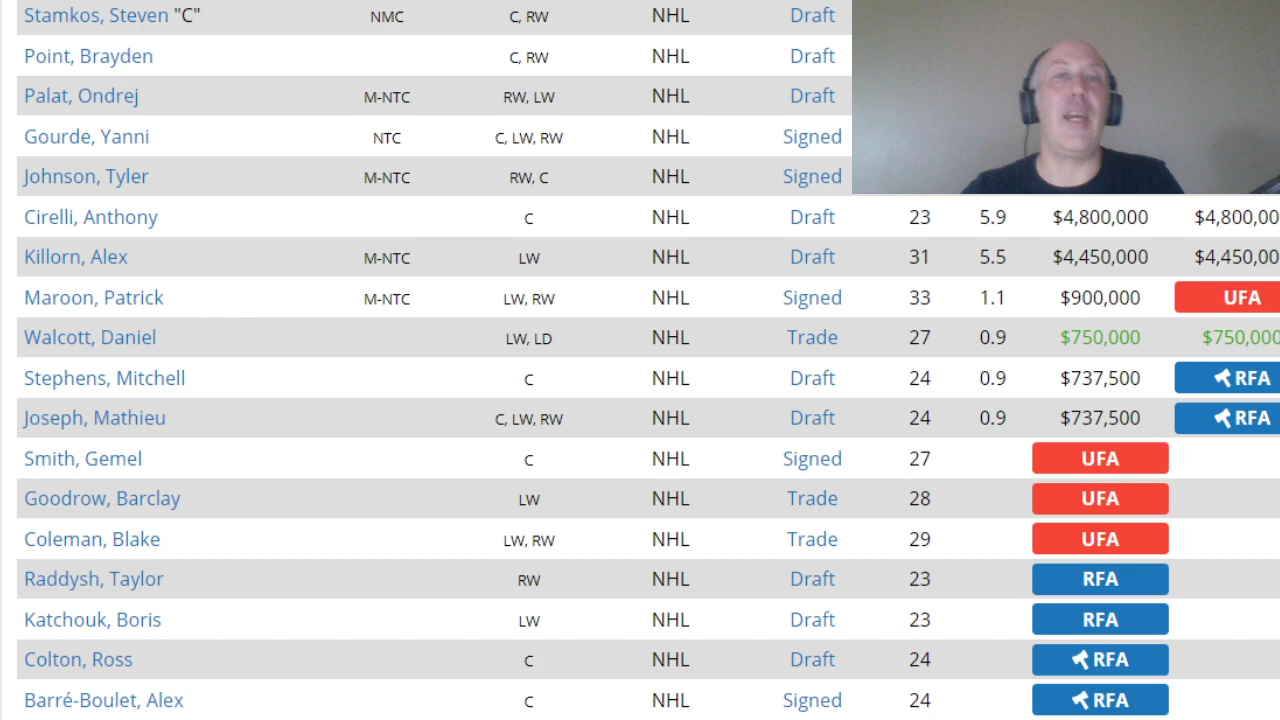 Stamkos, Steven "C" NMC C, RW NHL Draft
Point, Brayden C, RW NHL Draft
Palat, Ondrej M-NTC RW, LW NHL Draft
Gourde, Yanni NTC C, LW, RW NHL Signed
Johnson, Tyler M-NTC RW, C NHL Signed
Cirelli, Anthony C NHL Draft 23 5.9 $4,800,000 $4,800,00
Killorn, Alex M-NTC LW NHL Draft 31 5.5 $4,450,000 $4,450,00
Maroon, Patrick M-NTC LW, RW NHL Signed 33 1.1 $900,000 UFA
Walcott, Daniel LW, LD NHL Trade 27 0.9 $750,000 $750,000
Stephens, Mitchell C NHL Draft 24 0.9 $737,500 RFA
Joseph, Mathieu C, LW, RW NHL Draft 24 0.9 $737,500 RFA
Smith, Gemel C NHL Signed 27 UFA
Goodrow, Barclay LW NHL Trade 28 UFA
Coleman, Blake LW, RW NHL Trade 29 UFA
Raddysh, Taylor RW NHL Draft 23 RFA
Katchouk, Boris LW NHL Draft 23 RFA
Colton, Ross C NHL Draft 24 RFA
Barré-Boulet, Alex C NHL Signed 24 RFA